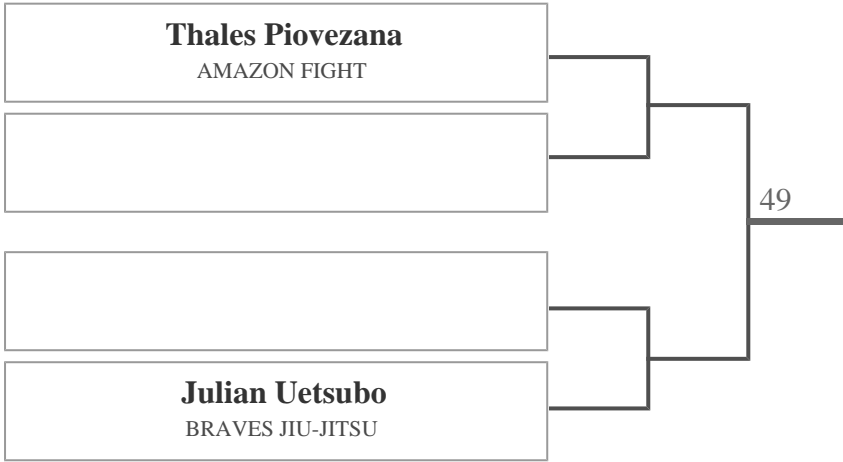 Thales Piovezana
AMAZON FIGHT
49
Julian Uetsubo
BRAVES JIU-JITSU